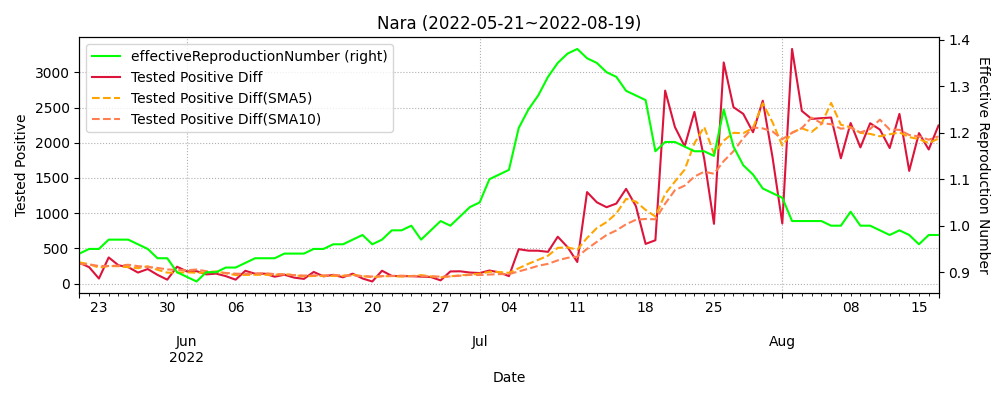 Nara (2022-05-21~2022-08-19)
effectiveReproductionNumber (right)
Tested Positive Diff
Tested Positive Diff(SMA5)
Tested Positive Diff(SMA10)
Tested Positive
3000
2500
2000
1500
1000
500
0
1.4
1.3
1.2
1.1
1.0
0.9
Effective Reproduction Number
23 30 06 13 20 27 04 11 18 25 08 15
Jun Jul Aug
2022
Date